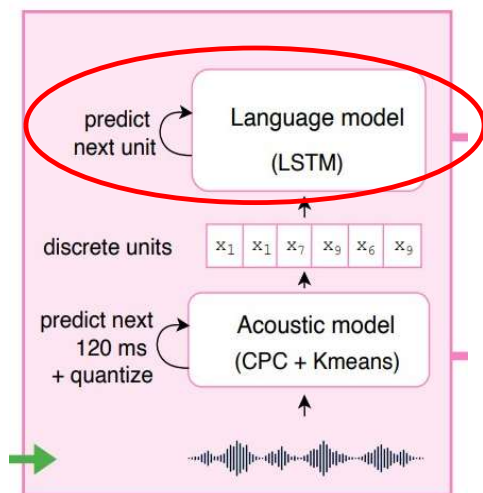 predict
next unit
Language model
(LSTM)
discrete units
x₁ x₁ x₇ x₉ x₆ x₉
predict next
120 ms
+ quantize
Acoustic model
(CPC + Kmeans)